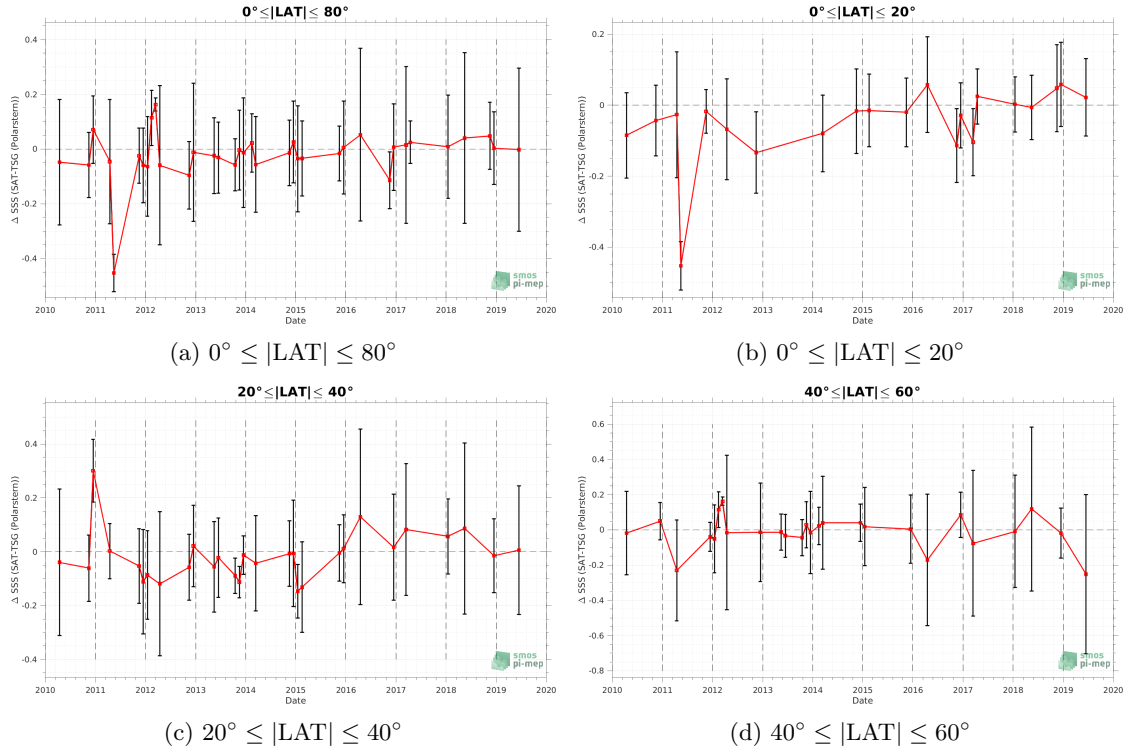 0°≤|LAT|≤ 80°
Δ SSS (SAT-TSG (Polarstern))
0.4
0.2
0
-0.2
-0.4
2010 2011 2012 2013 2014 2015 2016 2017 2018 2019 2020
Date
smos
pi-mep
(a) 0° ≤ |LAT| ≤ 80°
0°≤|LAT|≤ 20°
Δ SSS (SAT-TSG (Polarstern))
0.2
0
-0.2
-0.4
2010 2011 2012 2013 2014 2015 2016 2017 2018 2019 2020
Date
smos
pi-mep
(b) 0° ≤ |LAT| ≤ 20°
20°≤|LAT|≤ 40°
Δ SSS (SAT-TSG (Polarstern))
0.4
0.2
0
-0.2
-0.4
2010 2011 2012 2013 2014 2015 2016 2017 2018 2019 2020
Date
smos
pi-mep
(c) 20° ≤ |LAT| ≤ 40°
40°≤|LAT|≤ 60°
Δ SSS (SAT-TSG (Polarstern))
0.6
0.4
0.2
0
-0.2
-0.4
-0.6
-0.8
2010 2011 2012 2013 2014 2015 2016 2017 2018 2019 2020
Date
smos
pi-mep
(d) 40° ≤ |LAT| ≤ 60°